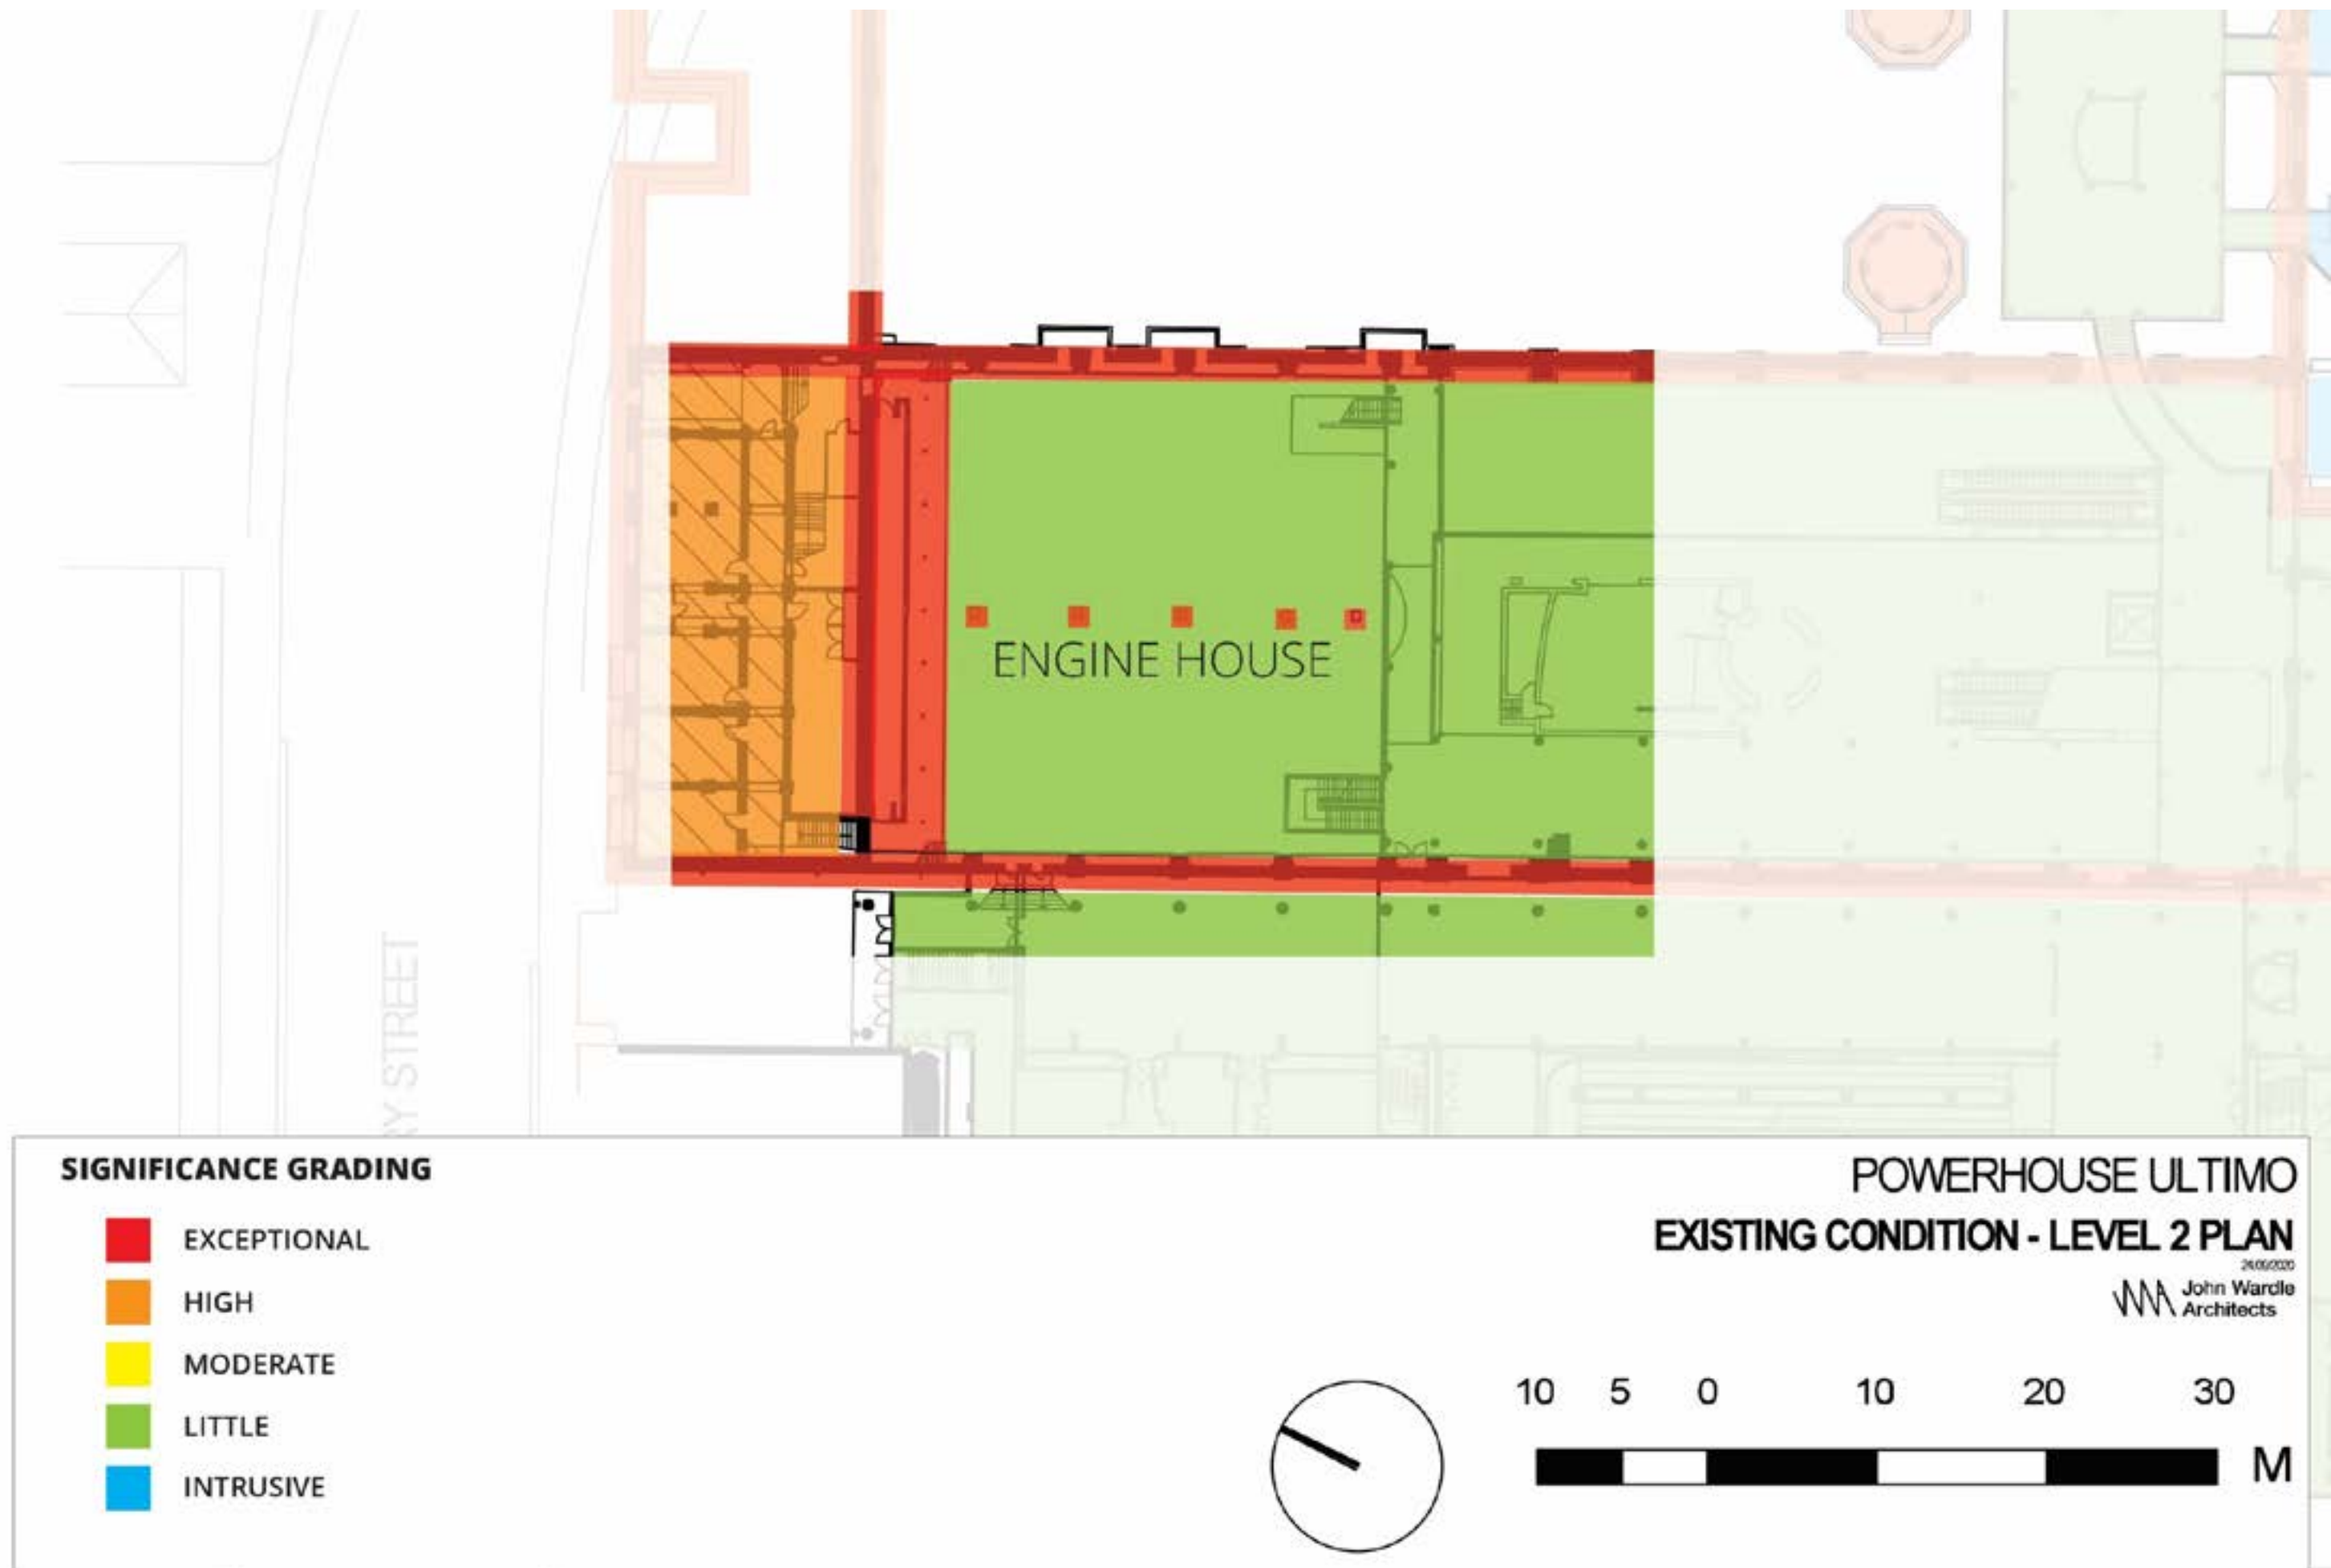 ENGINE HOUSE
RY STREET
SIGNIFICANCE GRADING
EXCEPTIONAL
HIGH
MODERATE
LITTLE
INTRUSIVE
POWERHOUSE ULTIMO
EXISTING CONDITION - LEVEL 2 PLAN
John Wardle
Architects
10 5 0 10 20 30
M